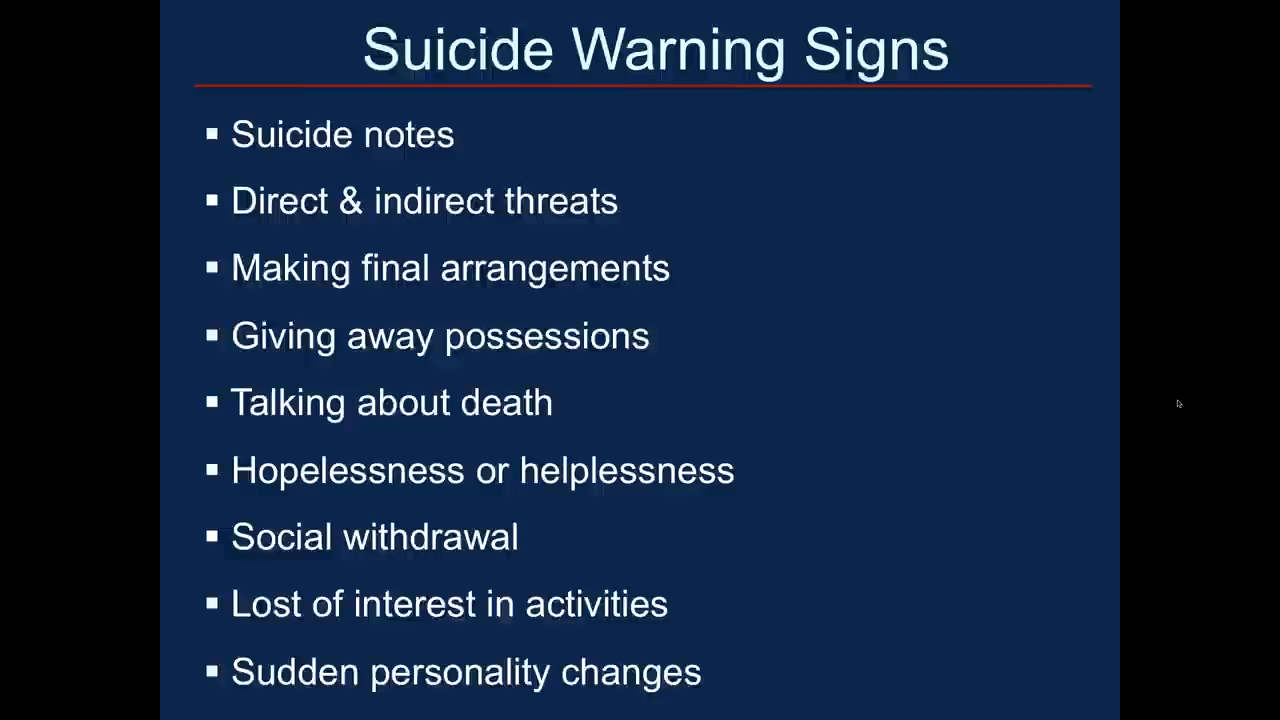 Suicide Warning Signs
▪ Suicide notes
▪ Direct & indirect threats
▪ Making final arrangements
▪ Giving away possessions
▪ Talking about death
▪ Hopelessness or helplessness
▪ Social withdrawal
▪ Lost of interest in activities
▪ Sudden personality changes